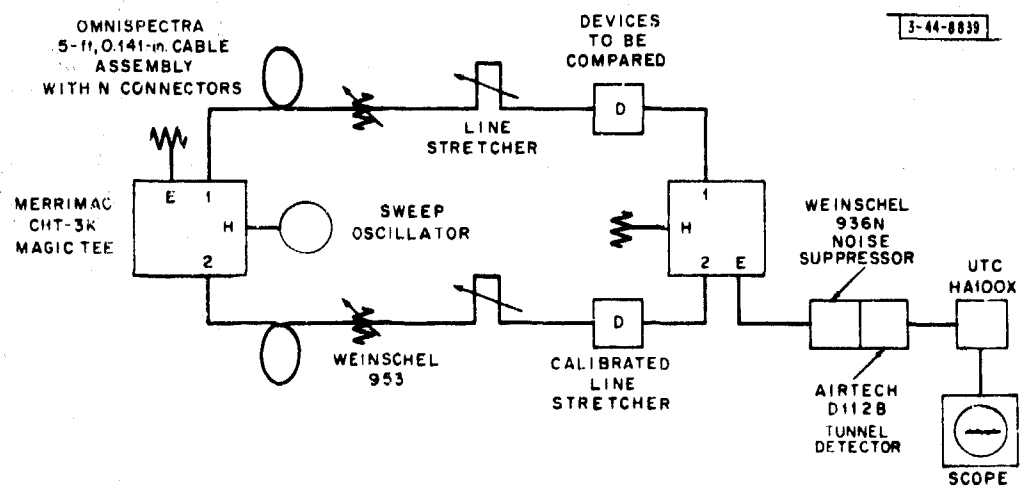 OMNISPECTRA
5-ft, 0.141-in. CABLE
ASSEMBLY
WITH N CONNECTORS
DEVICES
TO BE
COMPARED
3-44-8839
D
LINE
STRETCHER
E
1
MERRIMAC
CHT-3K
MAGIC TEE
H
2
SWEEP
OSCILLATOR
1
H
2
E
WEINSCHEL
936N
NOISE
SUPPRESSOR
UTC
HA100X
D
WEINSCHEL
953
CALIBRATED
LINE
STRETCHER
AIRTECH
D112B
TUNNEL
DETECTOR
SCOPE